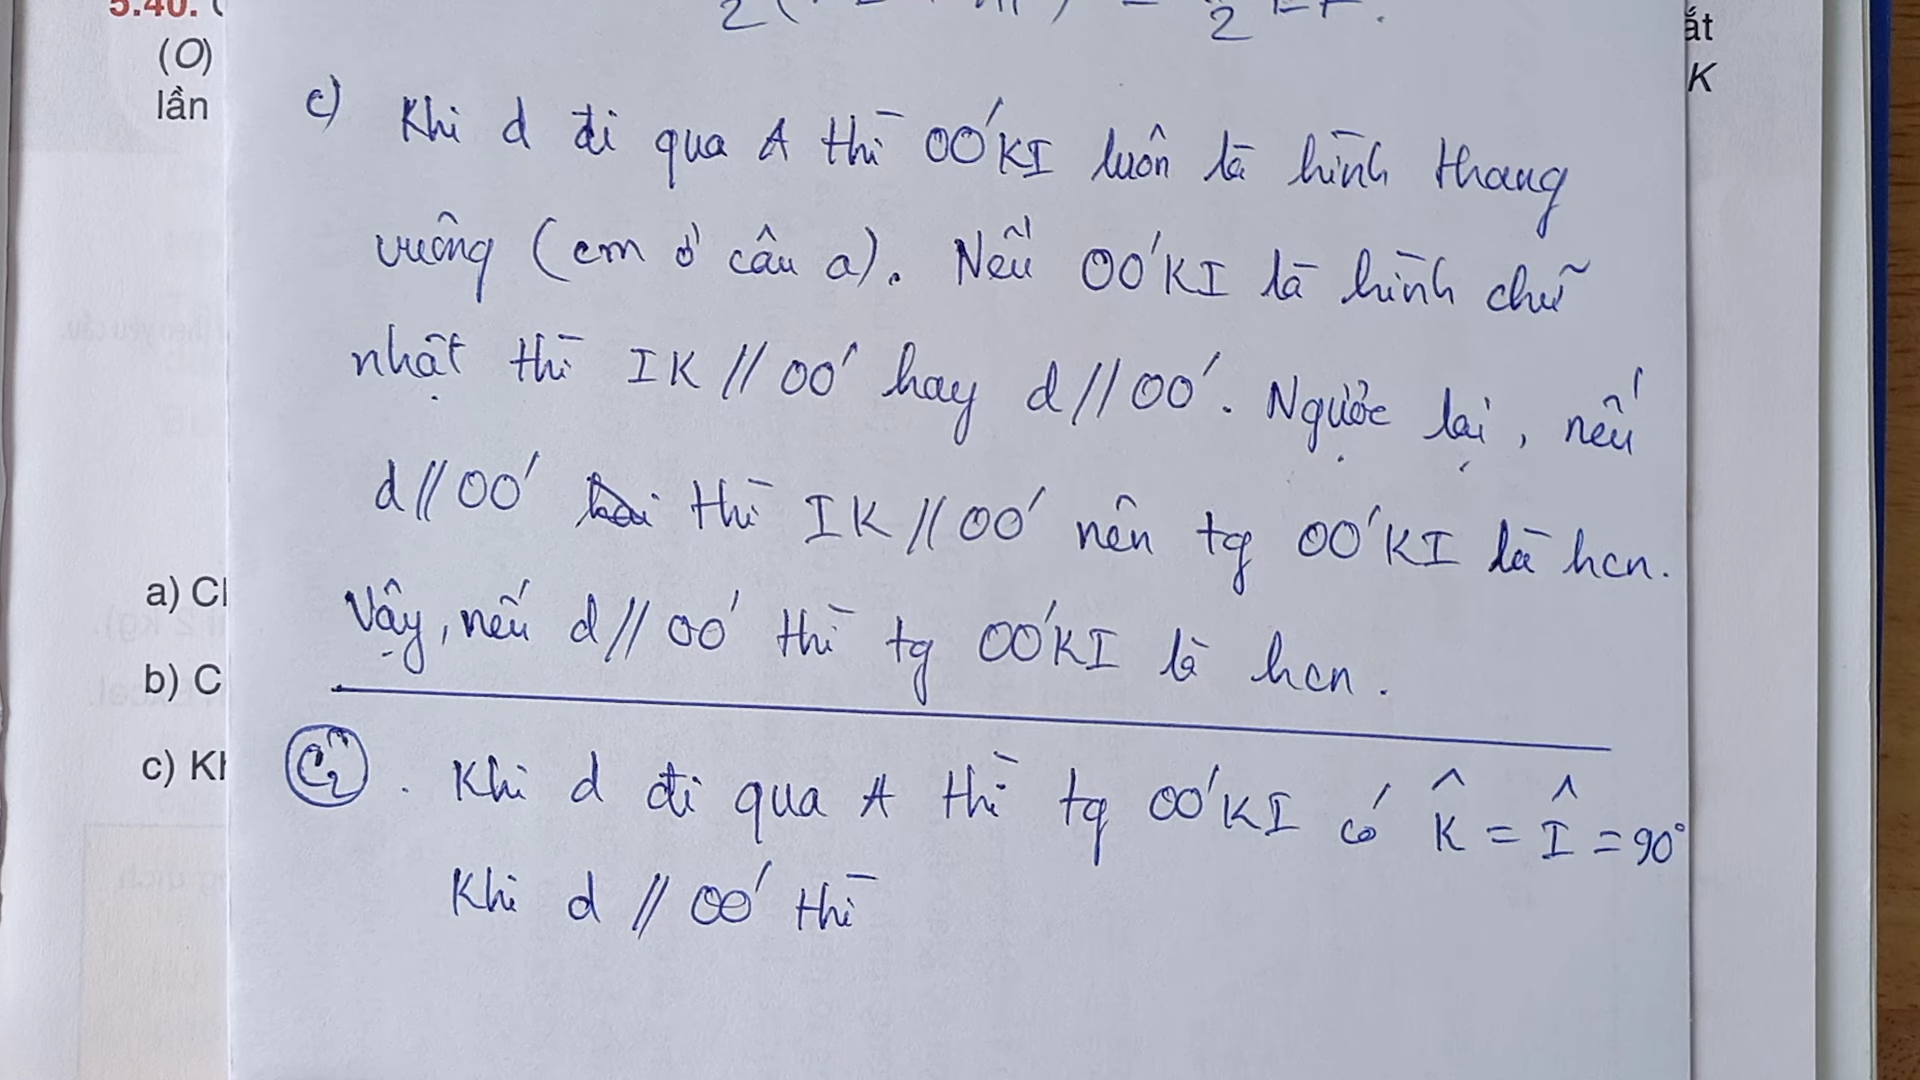 5.40.
(O)
lần
ắt
K
c) Khi d đi qua A thì OO'KI luôn là hình thang
vuông (cm ở câu a). Nếu OO'KI là hình chữ
nhật thì IK // OO' hay d // OO'. Ngược lại, nếu
d // OO' thì IK // OO' nên tg OO'KI là hcn.
Vậy, nếu d // OO' thì tg OO'KI là hcn.
a) C
b) C
c) K
C2. Khi d đi qua A thì tg OO'KI có K̂ = Î = 90°
Khi d // OO' thì